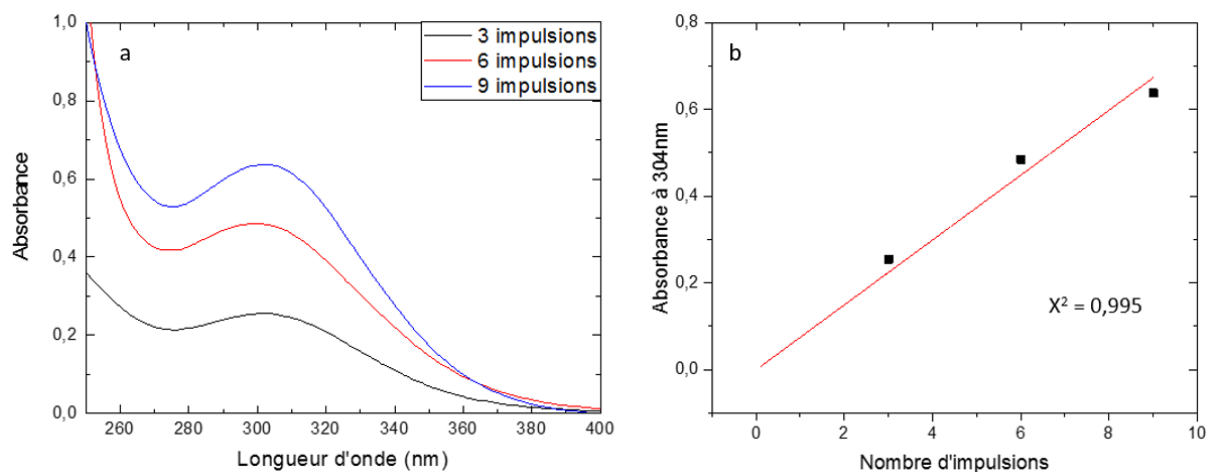 a
3 impulsions
6 impulsions
9 impulsions
1,0
0,8
0,6
0,4
0,2
0,0
Absorbance
260 280 300 320 340 360 380 400
Longueur d'onde (nm)
b
0,8
0,6
0,4
0,2
0,0
Absorbance à 304nm
X² = 0,995
0 2 4 6 8 10
Nombre d'impulsions